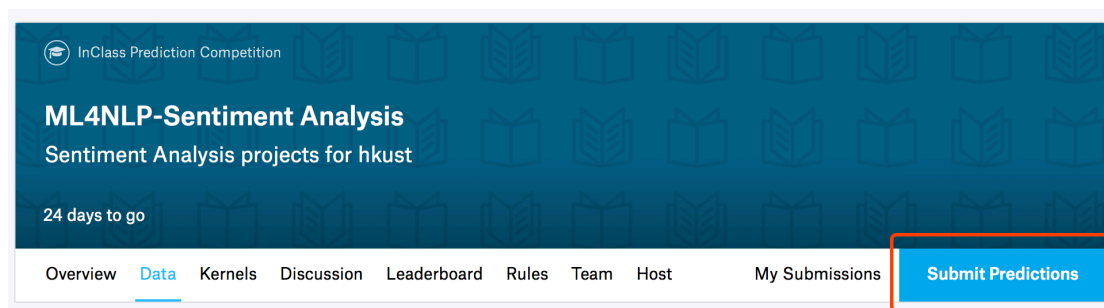 InClass Prediction Competition
ML4NLP-Sentiment Analysis
Sentiment Analysis projects for hkust
24 days to go
Overview Data Kernels Discussion Leaderboard Rules Team Host My Submissions Submit Predictions